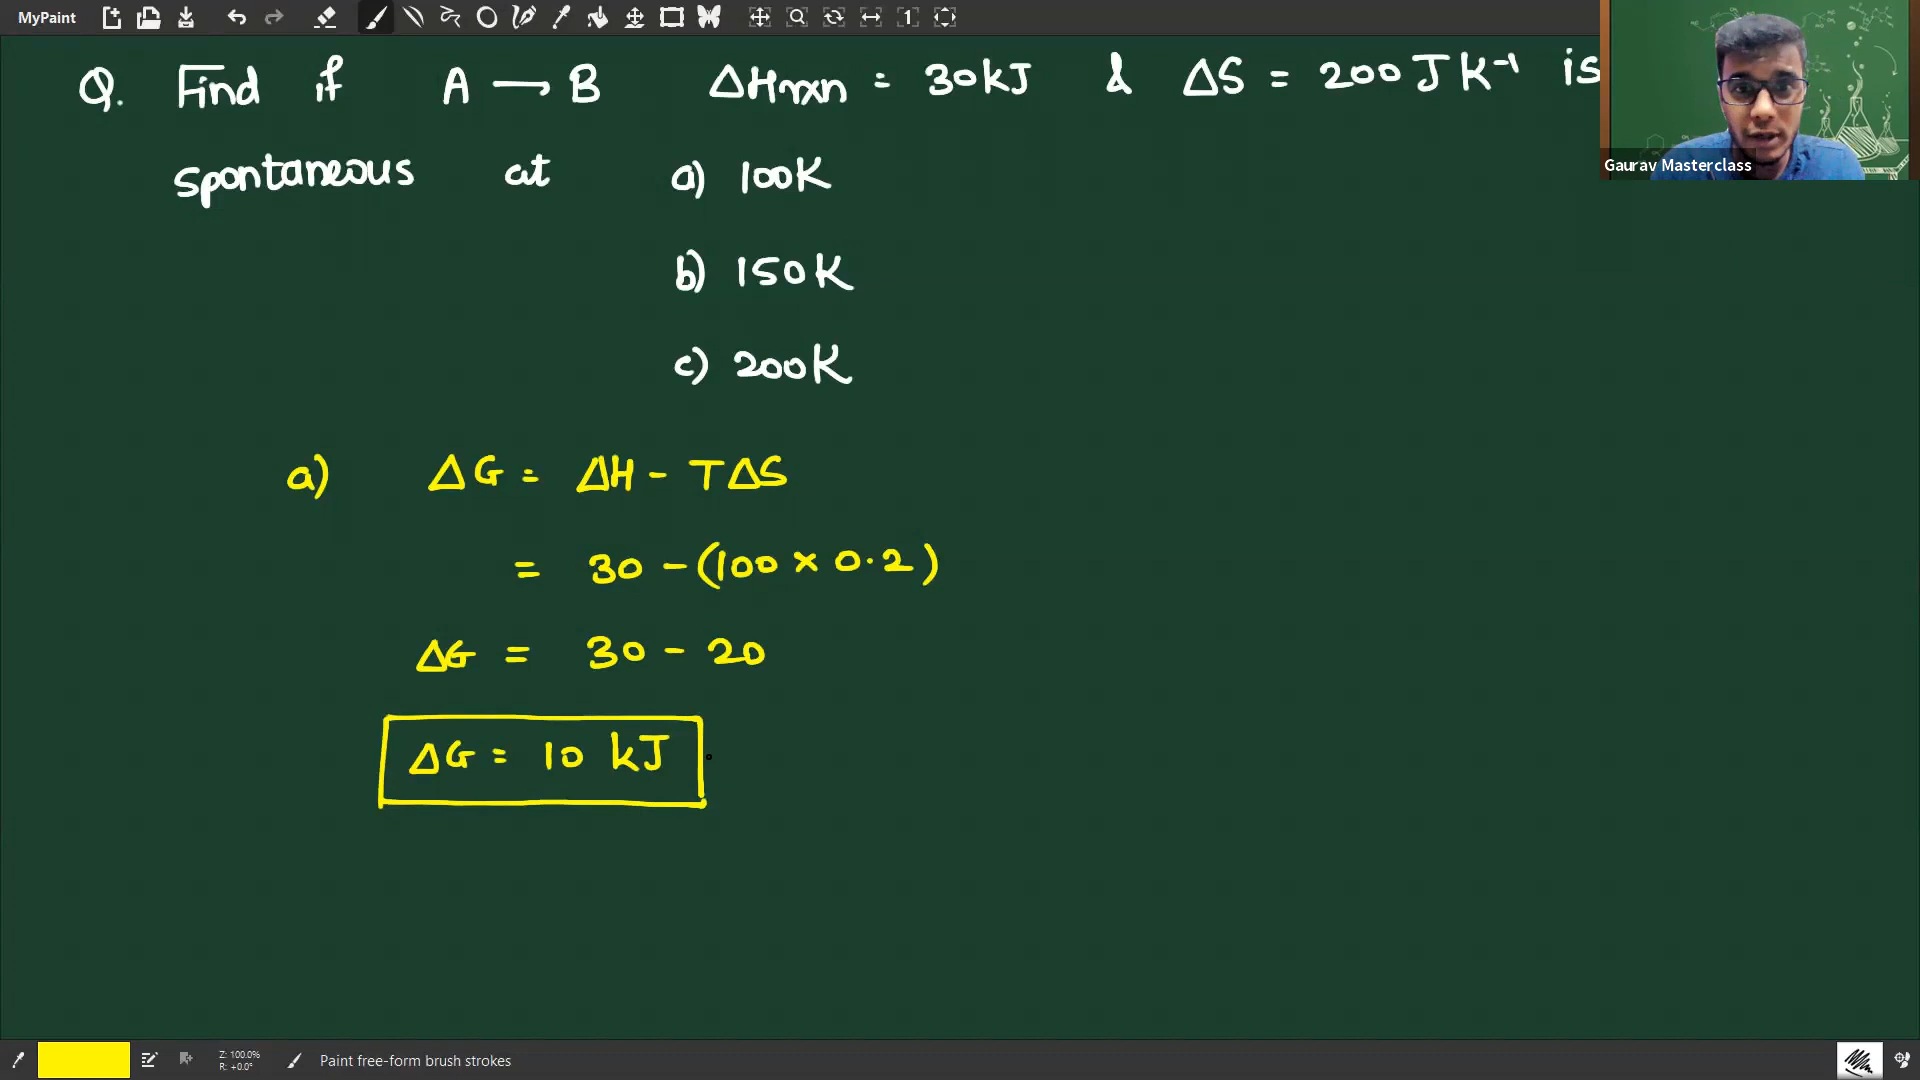 MyPaint
Q. Find if A → B ΔHrxn = 30kJ & ΔS = 200 J K⁻¹ is
Gaurav Masterclass
spontaneous at a) 100K
b) 150K
c) 200K
a) ΔG = ΔH - TΔS
= 30 - (100 × 0.2)
ΔG = 30 - 20
ΔG = 10 kJ
Z: 100.0%
R: +0.0°
Paint free-form brush strokes